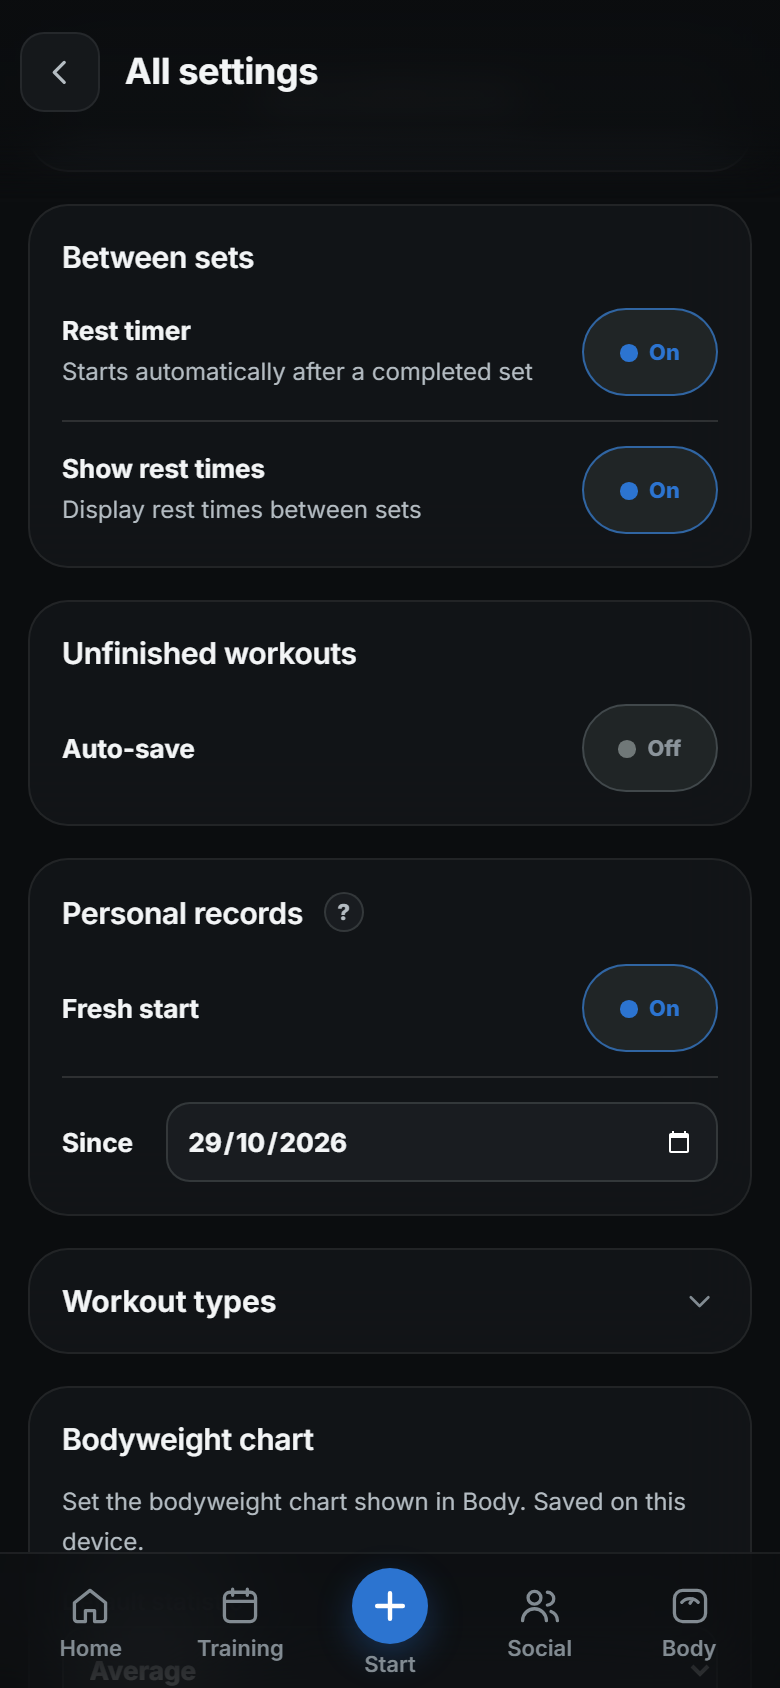 All settings
Between sets
Rest timer
Starts automatically after a completed set
On
Show rest times
Display rest times between sets
On
Unfinished workouts
Auto-save
Off
Personal records ?
Fresh start
On
Since
29/10/2026
Workout types
Bodyweight chart
Set the bodyweight chart shown in Body. Saved on this
device.
Home
Training
Start
Social
Body
Average